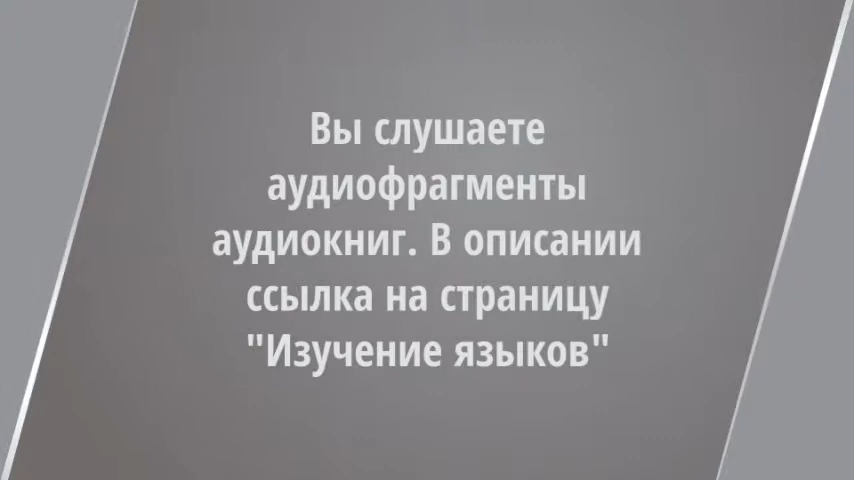 Вы слушаете
аудиофрагменты
аудиокниг. В описании
ссылка на страницу
"Изучение языков"